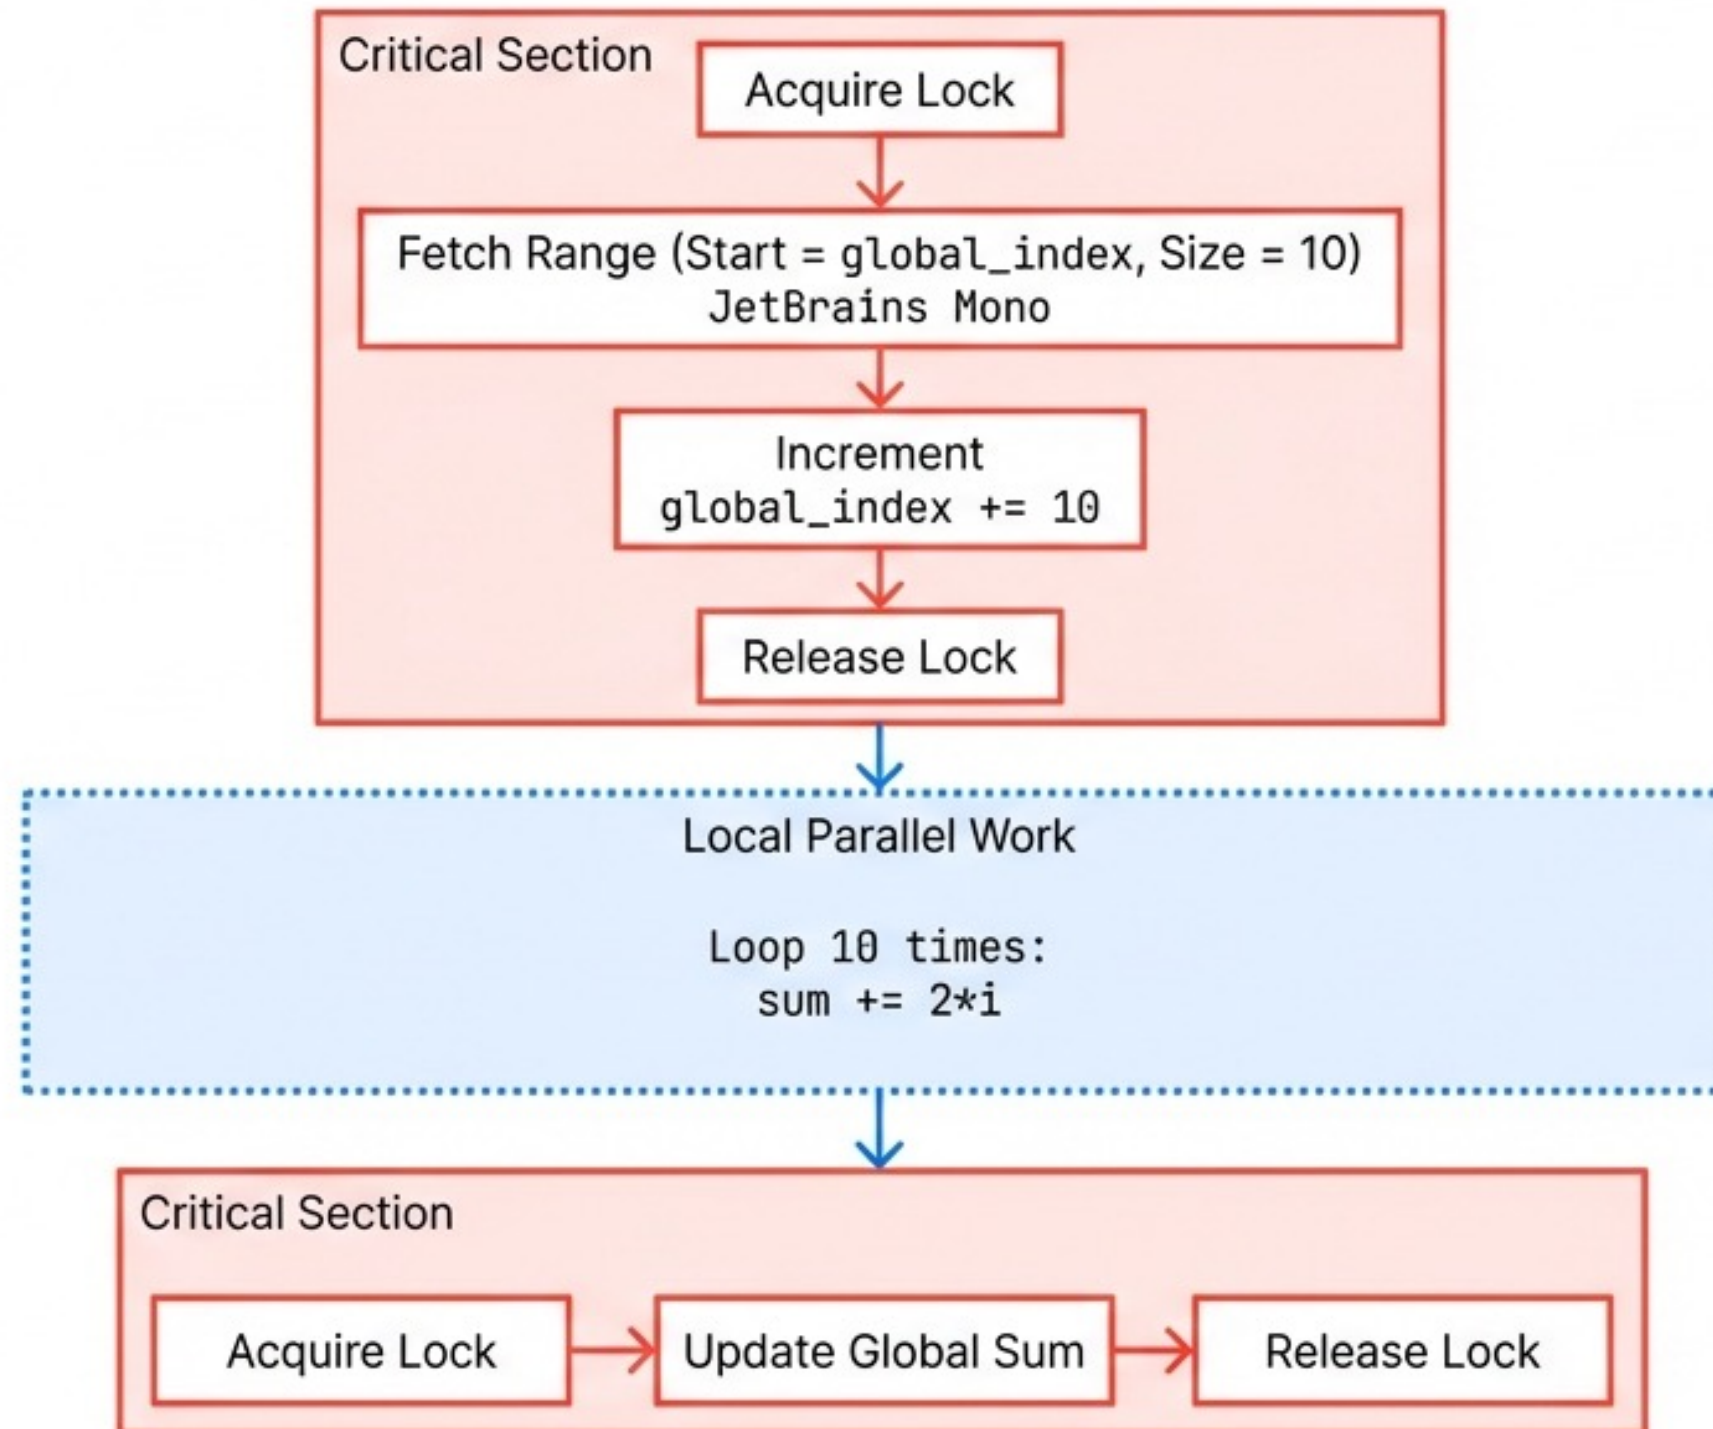 Critical Section
Acquire Lock
Fetch Range (Start = global_index, Size = 10)
JetBrains Mono
Increment
global_index += 10
Release Lock
Local Parallel Work
Loop 10 times:
sum += 2*i
Critical Section
Acquire Lock
Update Global Sum
Release Lock